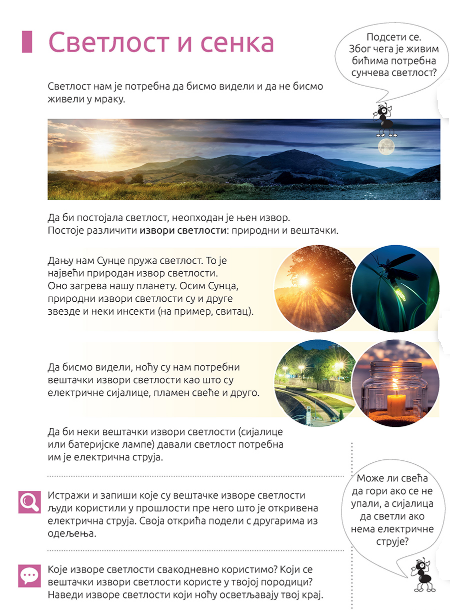 Светлост и сенка
Подсети се.
Због чега је живим
бићима потребна
сунчева светлост?
Светлост нам је потребна да бисмо видели и да не бисмо
живели у мраку.
Да би постојала светлост, неопходан је њен извор.
Постоје различити извори светлости: природни и вештачки.
Дању нам Сунце пружа светлост. То је
највећи природан извор светлости.
Оно загрева нашу планету. Осим Сунца,
природни извори светлости су и друге
звезде и неки инсекти (на пример, свитац).
Да бисмо видели, ноћу су нам потребни
вештачки извори светлости као што су
електричне сијалице, пламен свеће и друго.
Да би неки вештачки извори светлости (сијалице
или батеријске лампе) давали светлост потребна
им је електрична струја.
Може ли свећа
да гори ако се не
упали, а сијалица
да светли ако
нема електричне
струје?
Истражи и запиши које су вештачке изворе светлости
људи користили у прошлости пре него што је откривена
електрична струја. Своја открића подели с другарима из
одељења.
Које изворе светлости свакодневно користимо? Који се
вештачки извори светлости користе у твојој породици?
Наведи изворе светлости који ноћу осветљавају твој крај.